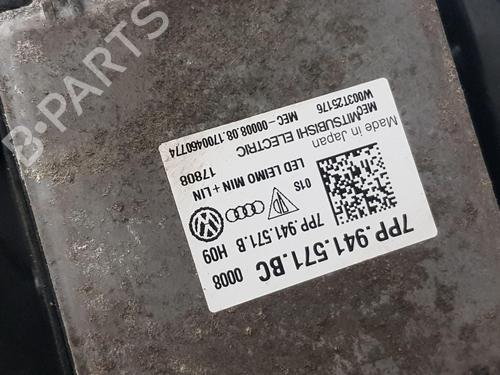 B-PARTS
7PP.941.571.BC 0008
7PP.941.571.B H09
015
LED LEIMO MIN + LIN
17808
Made in Japan
MEC MITSUBISHI ELECTRIC
W003T25176
MEC-00008.08.1700460774